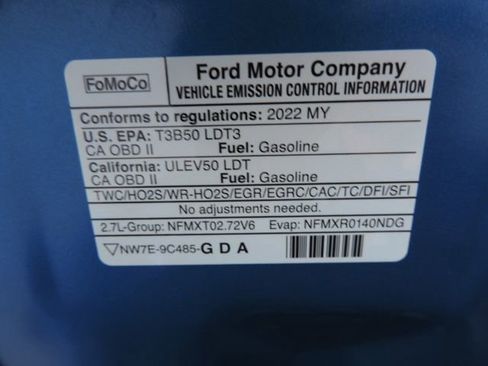 FoMoCo
Ford Motor Company
VEHICLE EMISSION CONTROL INFORMATION
Conforms to regulations: 2022 MY
U.S. EPA: T3B50 LDT3
CA OBD II Fuel: Gasoline
California: ULEV50 LDT
CA OBD II Fuel: Gasoline
TWC/HO2S/WR-HO2S/EGR/EGRC/CAC/TC/DFI/SFI
No adjustments needed.
2.7L-Group: NFMXT02.72V6 Evap: NFMXR0140NDG
NW7E-9C485-G D A